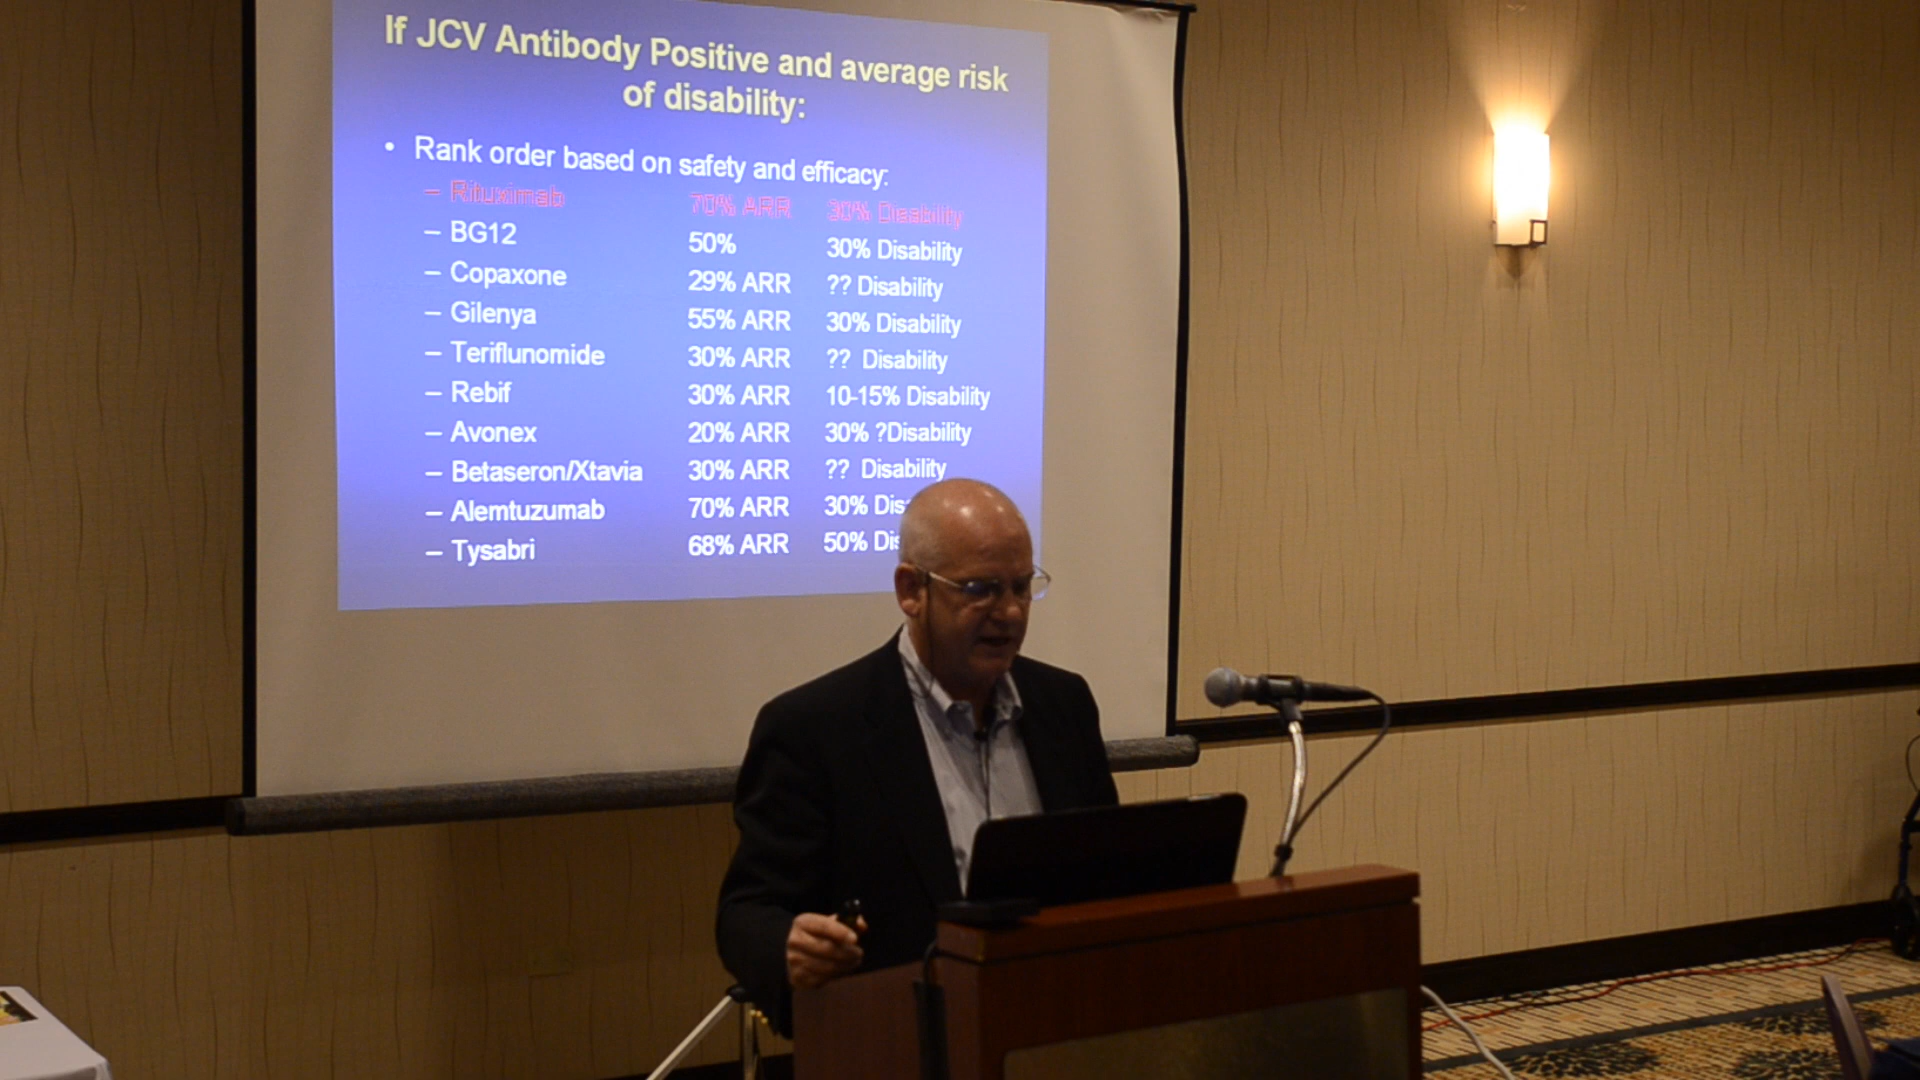 If JCV Antibody Positive and average risk
of disability:
• Rank order based on safety and efficacy:
– Rituximab 70% ARR 30% Disability
– BG12 50% 30% Disability
– Copaxone 29% ARR ?? Disability
– Gilenya 55% ARR 30% Disability
– Teriflunomide 30% ARR ?? Disability
– Rebif 30% ARR 10-15% Disability
– Avonex 20% ARR 30% ?Disability
– Betaseron/Xtavia 30% ARR ?? Disability
– Alemtuzumab 70% ARR 30% Dis
– Tysabri 68% ARR 50% Dis